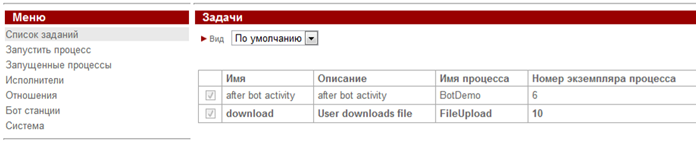 Меню
Список заданий
Запустить процесс
Запущенные процессы
Исполнители
Отношения
Бот станции
Система
Задачи
Вид По умолчанию
Имя Описание Имя процесса Номер экземпляра процесса
after bot activity after bot activity BotDemo 6
download User downloads file FileUpload 10